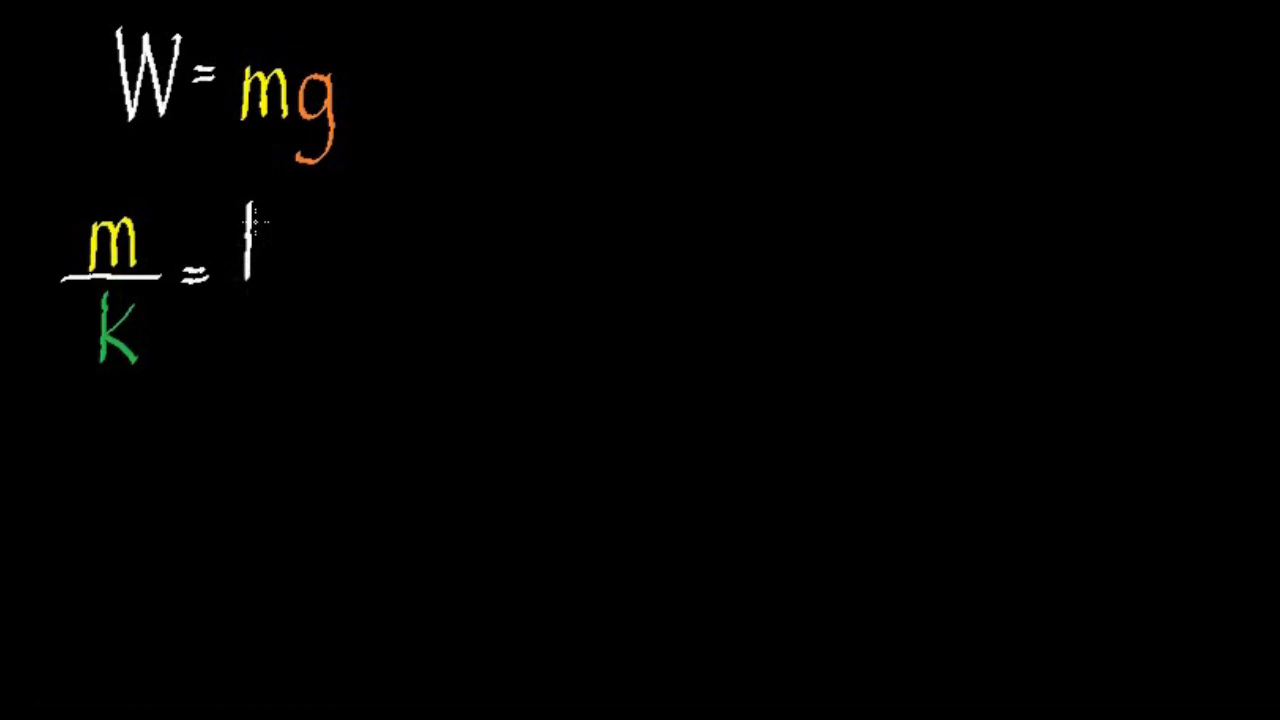 W = mg
m/k =